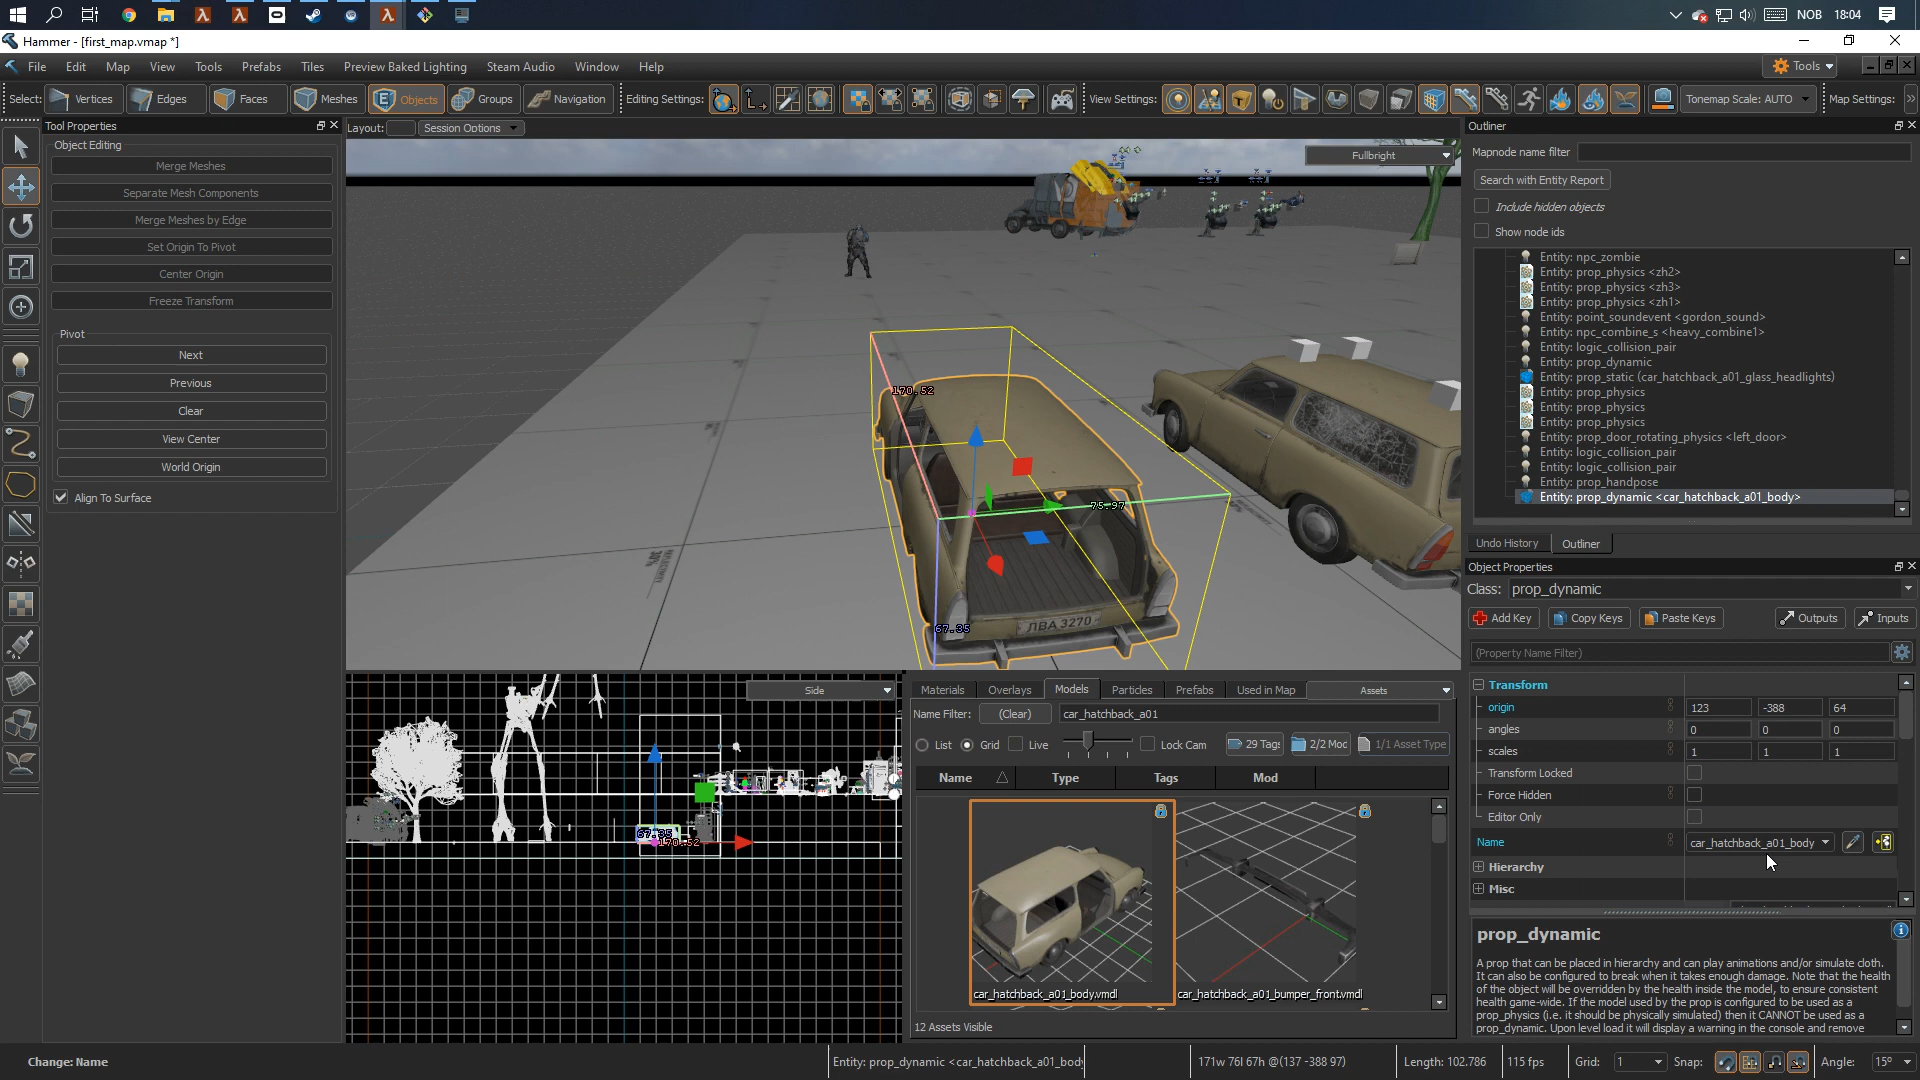 NOB 18:04
Hammer - [first_map.vmap *]
File Edit Map View Tools Prefabs Tiles Preview Baked Lighting Steam Audio Window Help
Tools
Select: Vertices Edges Faces Meshes Objects Groups Navigation Editing Settings: View Settings: Tonemap Scale: AUTO Map Settings:
Tool Properties
Object Editing
Merge Meshes
Separate Mesh Components
Merge Meshes by Edge
Set Origin To Pivot
Center Origin
Freeze Transform
Pivot
Next
Previous
Clear
View Center
World Origin
Align To Surface
Layout: Session Options
Fullbright
170.52
75.97
67.35
ЛВА 3270
Side
67.35
170.52
Materials Overlays Models Particles Prefabs Used in Map Assets
Name Filter: (Clear) car_hatchback_a01
List Grid Live Lock Cam 29 Tags 2/2 Mod 1/1 Asset Type
Name Type Tags Mod
car_hatchback_a01_body.vmdl car_hatchback_a01_bumper_front.vmdl
12 Assets Visible
Outliner
Mapnode name filter
Search with Entity Report
Include hidden objects
Show node ids
Entity: npc_zombie
Entity: prop_physics <zh2>
Entity: prop_physics <zh3>
Entity: prop_physics <zh1>
Entity: point_soundevent <gordon_sound>
Entity: npc_combine_s <heavy_combine1>
Entity: logic_collision_pair
Entity: prop_dynamic
Entity: prop_static (car_hatchback_a01_glass_headlights)
Entity: prop_physics
Entity: prop_physics
Entity: prop_physics
Entity: prop_door_rotating_physics <left_door>
Entity: logic_collision_pair
Entity: logic_collision_pair
Entity: prop_handpose
Entity: prop_dynamic <car_hatchback_a01_body>
Undo History Outliner
Object Properties
Class: prop_dynamic
Add Key Copy Keys Paste Keys Outputs Inputs
(Property Name Filter)
Transform
origin 123 -388 64
angles 0 0 0
scales 1 1 1
Transform Locked
Force Hidden
Editor Only
Name car_hatchback_a01_body
Hierarchy
Misc
prop_dynamic
A prop that can be placed in hierarchy and can play animations and/or simulate cloth.
It can also be configured to break when it takes enough damage. Note that the health
of the object will be overridden by the health inside the model, to ensure consistent
health game-wide. If the model used by the prop is configured to be used as a
prop_physics (i.e. it should be physically simulated) then it CANNOT be used as a
prop_dynamic. Upon level load it will display a warning in the console and remove
Change: Name Entity: prop_dynamic <car_hatchback_a01_body 171w 76l 67h @(137 -388 97) Length: 102.786 115 fps Grid: 1 Snap: Angle: 15°